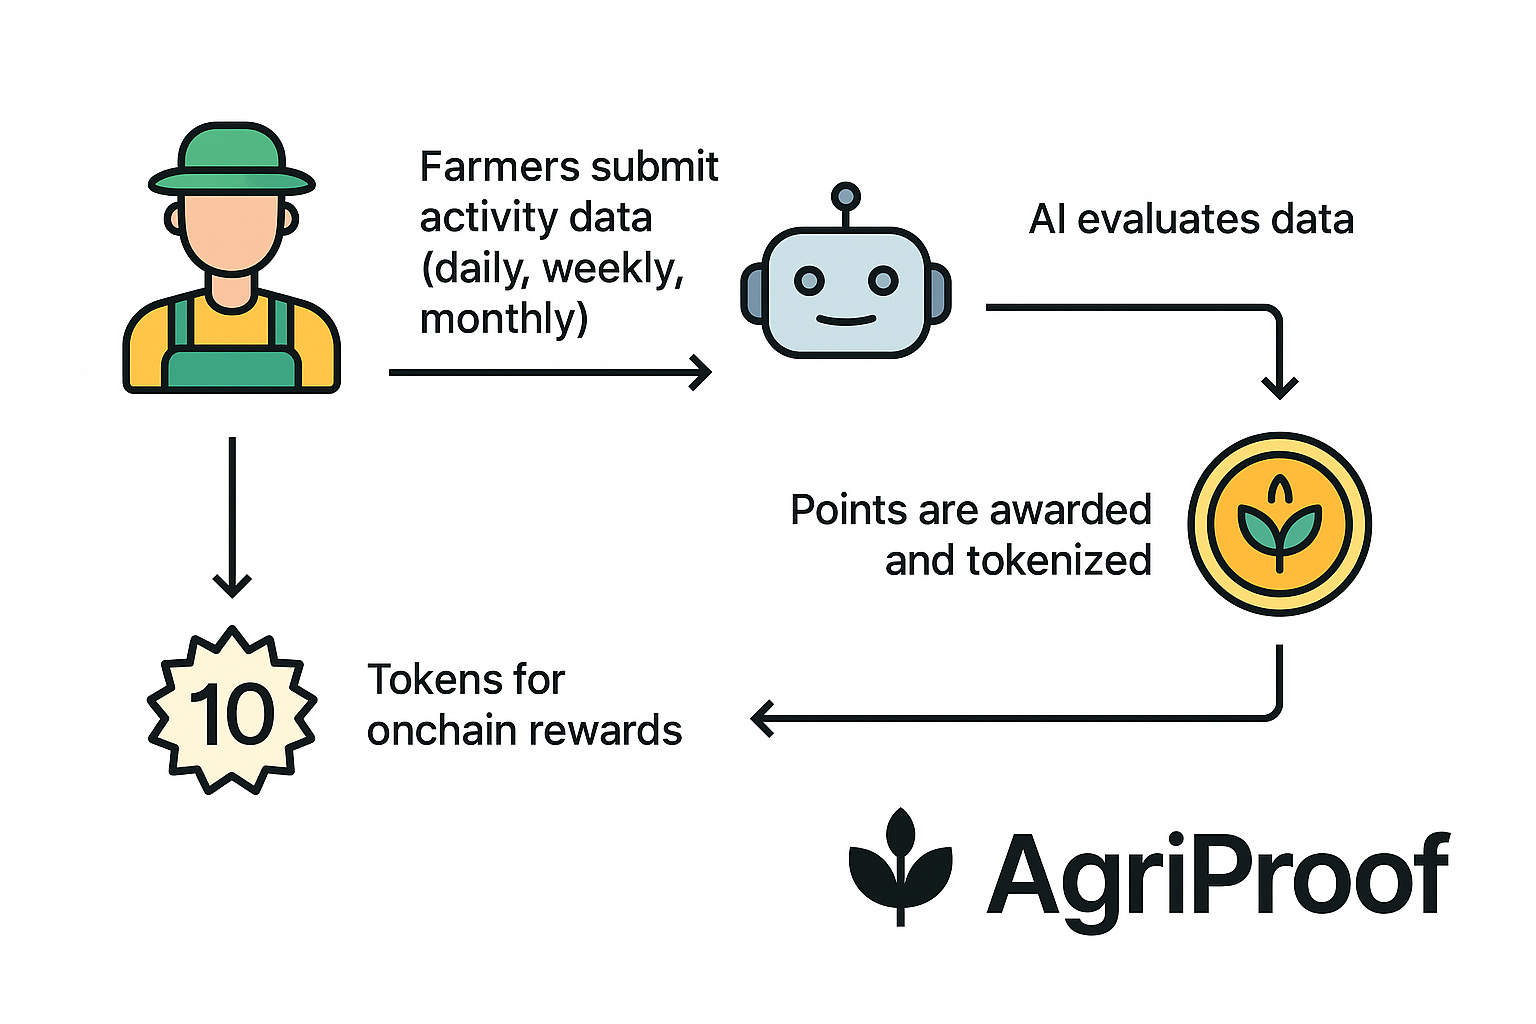 Farmers submit
activity data
(daily, weekly,
monthly)
AI evaluates data
Points are awarded
and tokenized
10
Tokens for
onchain rewards
AgriProof